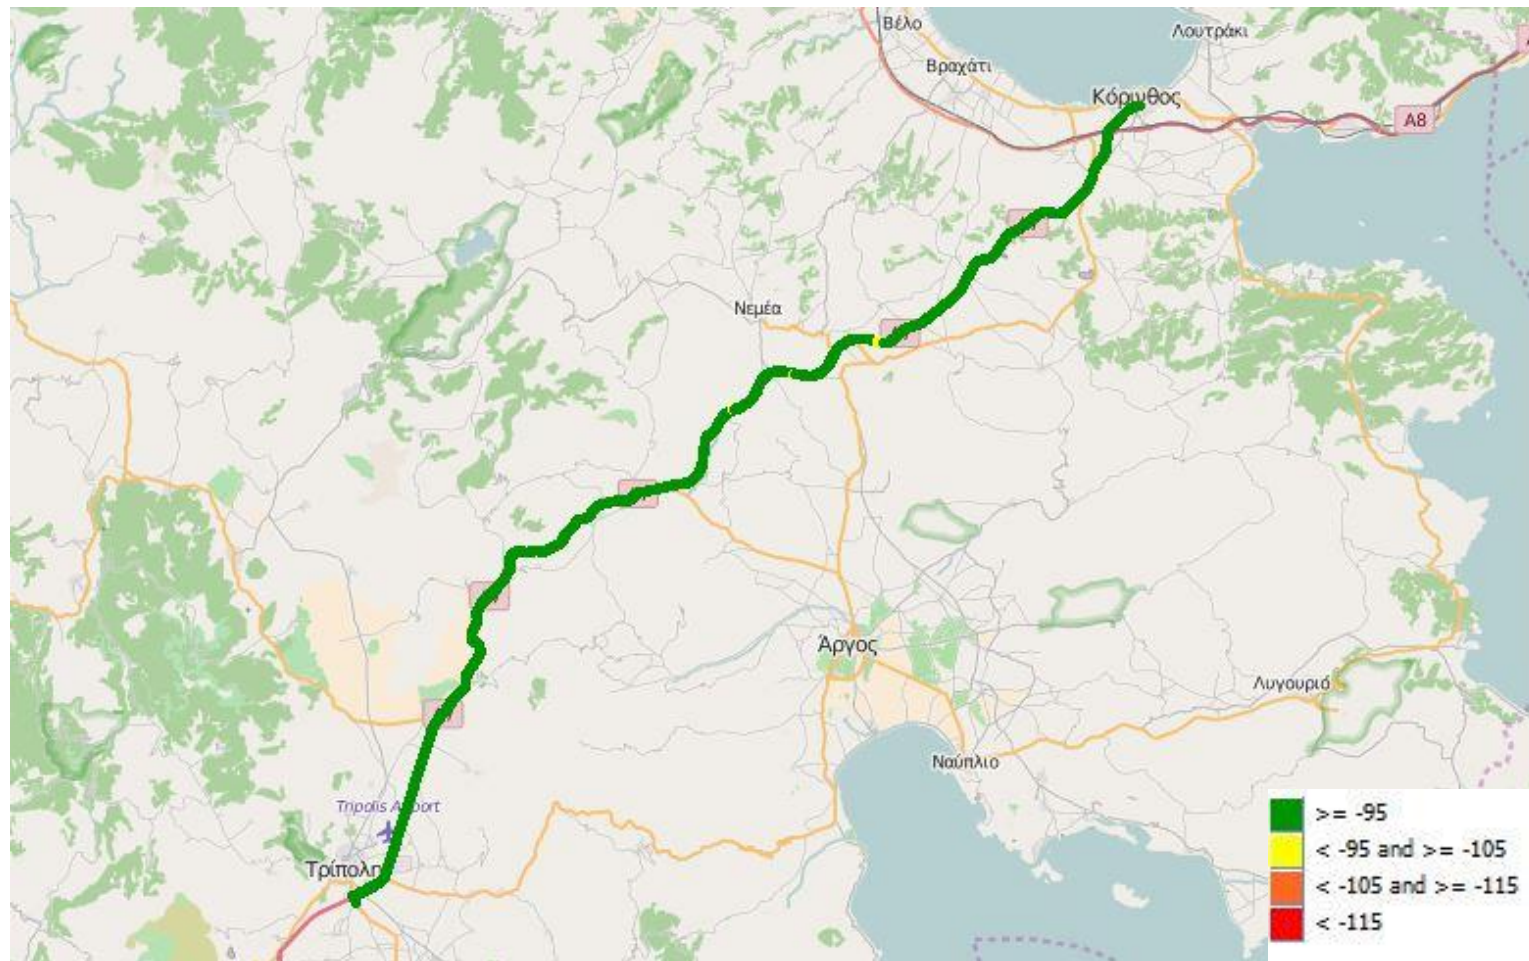 Βέλο
Λουτράκι
Βραχάτι
Κόρινθος
A8
Νεμέα
Άργος
Λυγουριό
Ναύπλιο
Tripolis Airport
Τρίπολη
>= -95
< -95 and >= -105
< -105 and >= -115
< -115